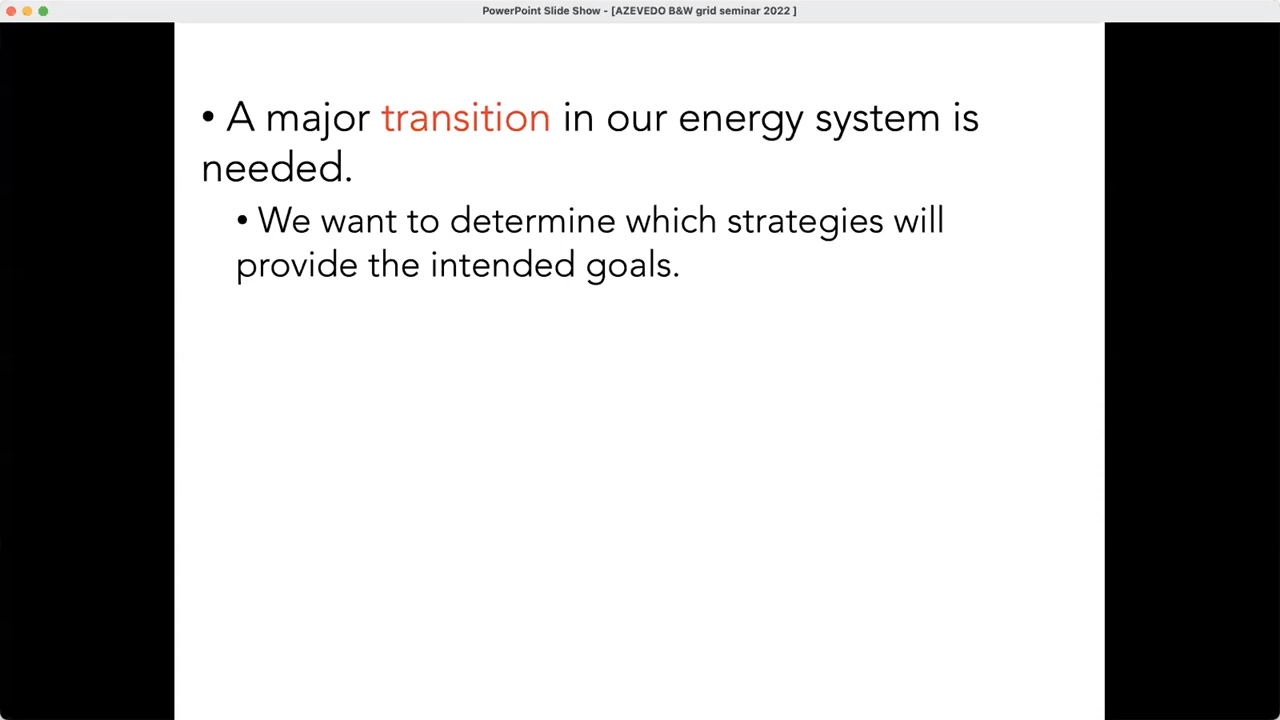 PowerPoint Slide Show - [AZEVEDO B&W grid seminar 2022 ]
• A major transition in our energy system is
needed.
• We want to determine which strategies will
provide the intended goals.